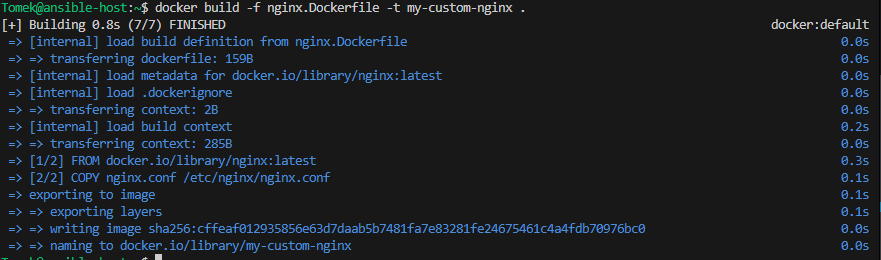 Tomek@ansible-host:~$ docker build -f nginx.Dockerfile -t my-custom-nginx .
[+] Building 0.8s (7/7) FINISHED docker:default
=> [internal] load build definition from nginx.Dockerfile 0.0s
=> => transferring dockerfile: 159B 0.0s
=> [internal] load metadata for docker.io/library/nginx:latest 0.0s
=> [internal] load .dockerignore 0.0s
=> => transferring context: 2B 0.0s
=> [internal] load build context 0.2s
=> => transferring context: 285B 0.0s
=> [1/2] FROM docker.io/library/nginx:latest 0.3s
=> [2/2] COPY nginx.conf /etc/nginx/nginx.conf 0.1s
=> exporting to image 0.1s
=> => exporting layers 0.1s
=> => writing image sha256:cffeaf012935856e63d7daab5b7481fa7e83281fe24675461c4a4fdb70976bc0 0.0s
=> => naming to docker.io/library/my-custom-nginx 0.0s
Tomek@ansible-host:~$